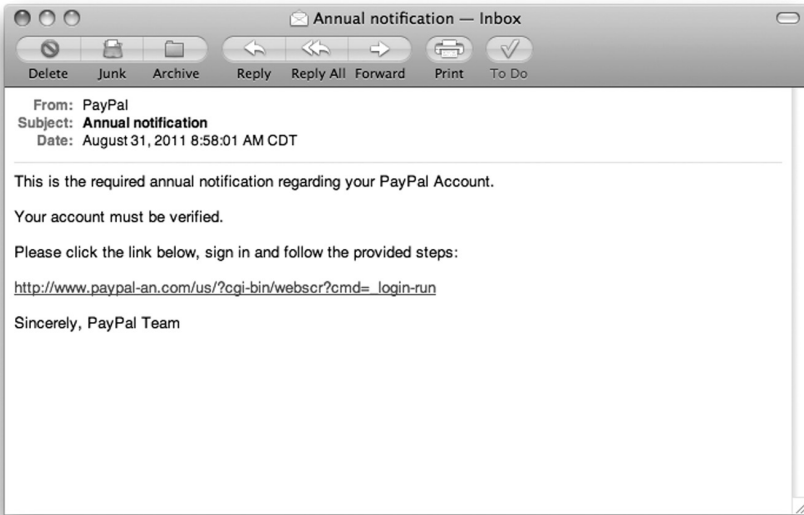 Annual notification — Inbox
Delete Junk Archive Reply Reply All Forward Print To Do
From: PayPal
Subject: Annual notification
Date: August 31, 2011 8:58:01 AM CDT
This is the required annual notification regarding your PayPal Account.
Your account must be verified.
Please click the link below, sign in and follow the provided steps:
http://www.paypal-an.com/us/?cgi-bin/webscr?cmd=_login-run
Sincerely, PayPal Team